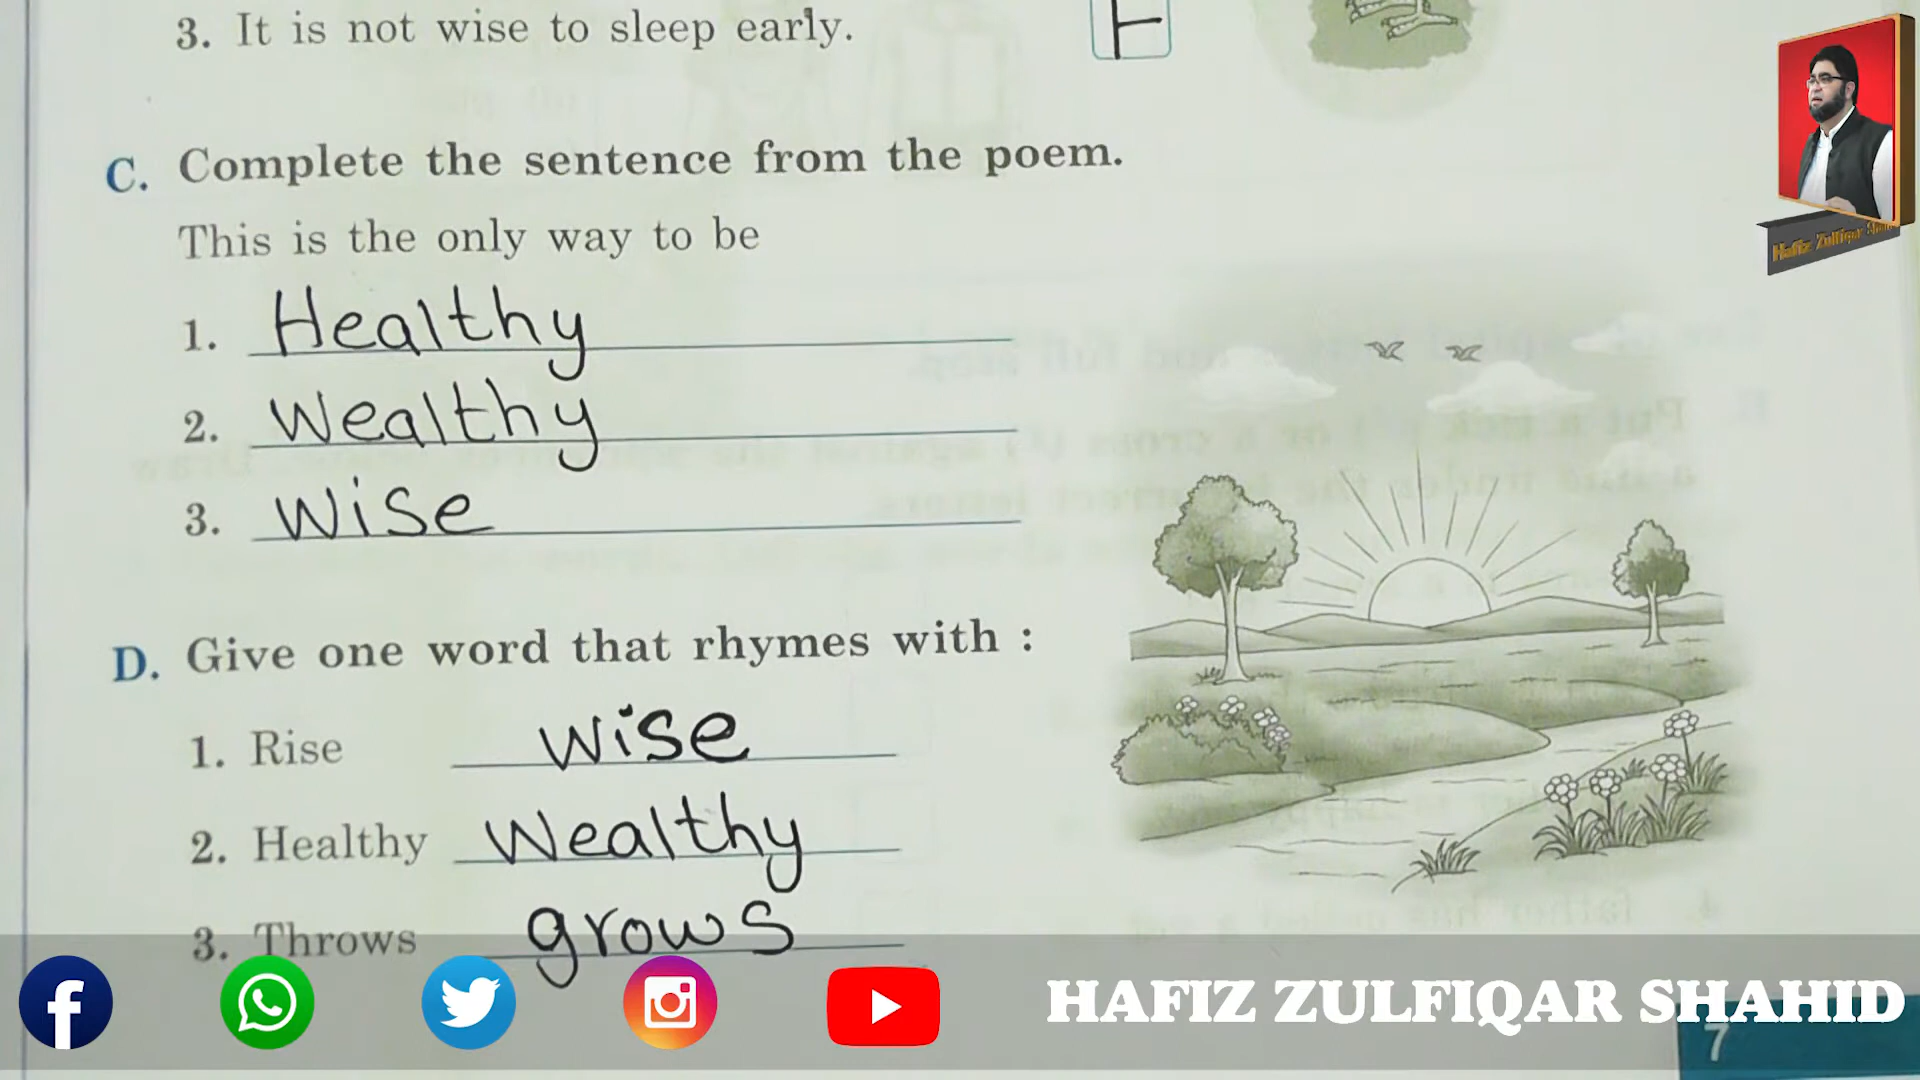 3. It is not wise to sleep early. F
C. Complete the sentence from the poem.
This is the only way to be
1. Healthy
2. Wealthy
3. Wise
D. Give one word that rhymes with :
1. Rise wise
2. Healthy Wealthy
3. Throws grows
Hafiz Zulfiqar
HAFIZ ZULFIQAR SHAHID
7